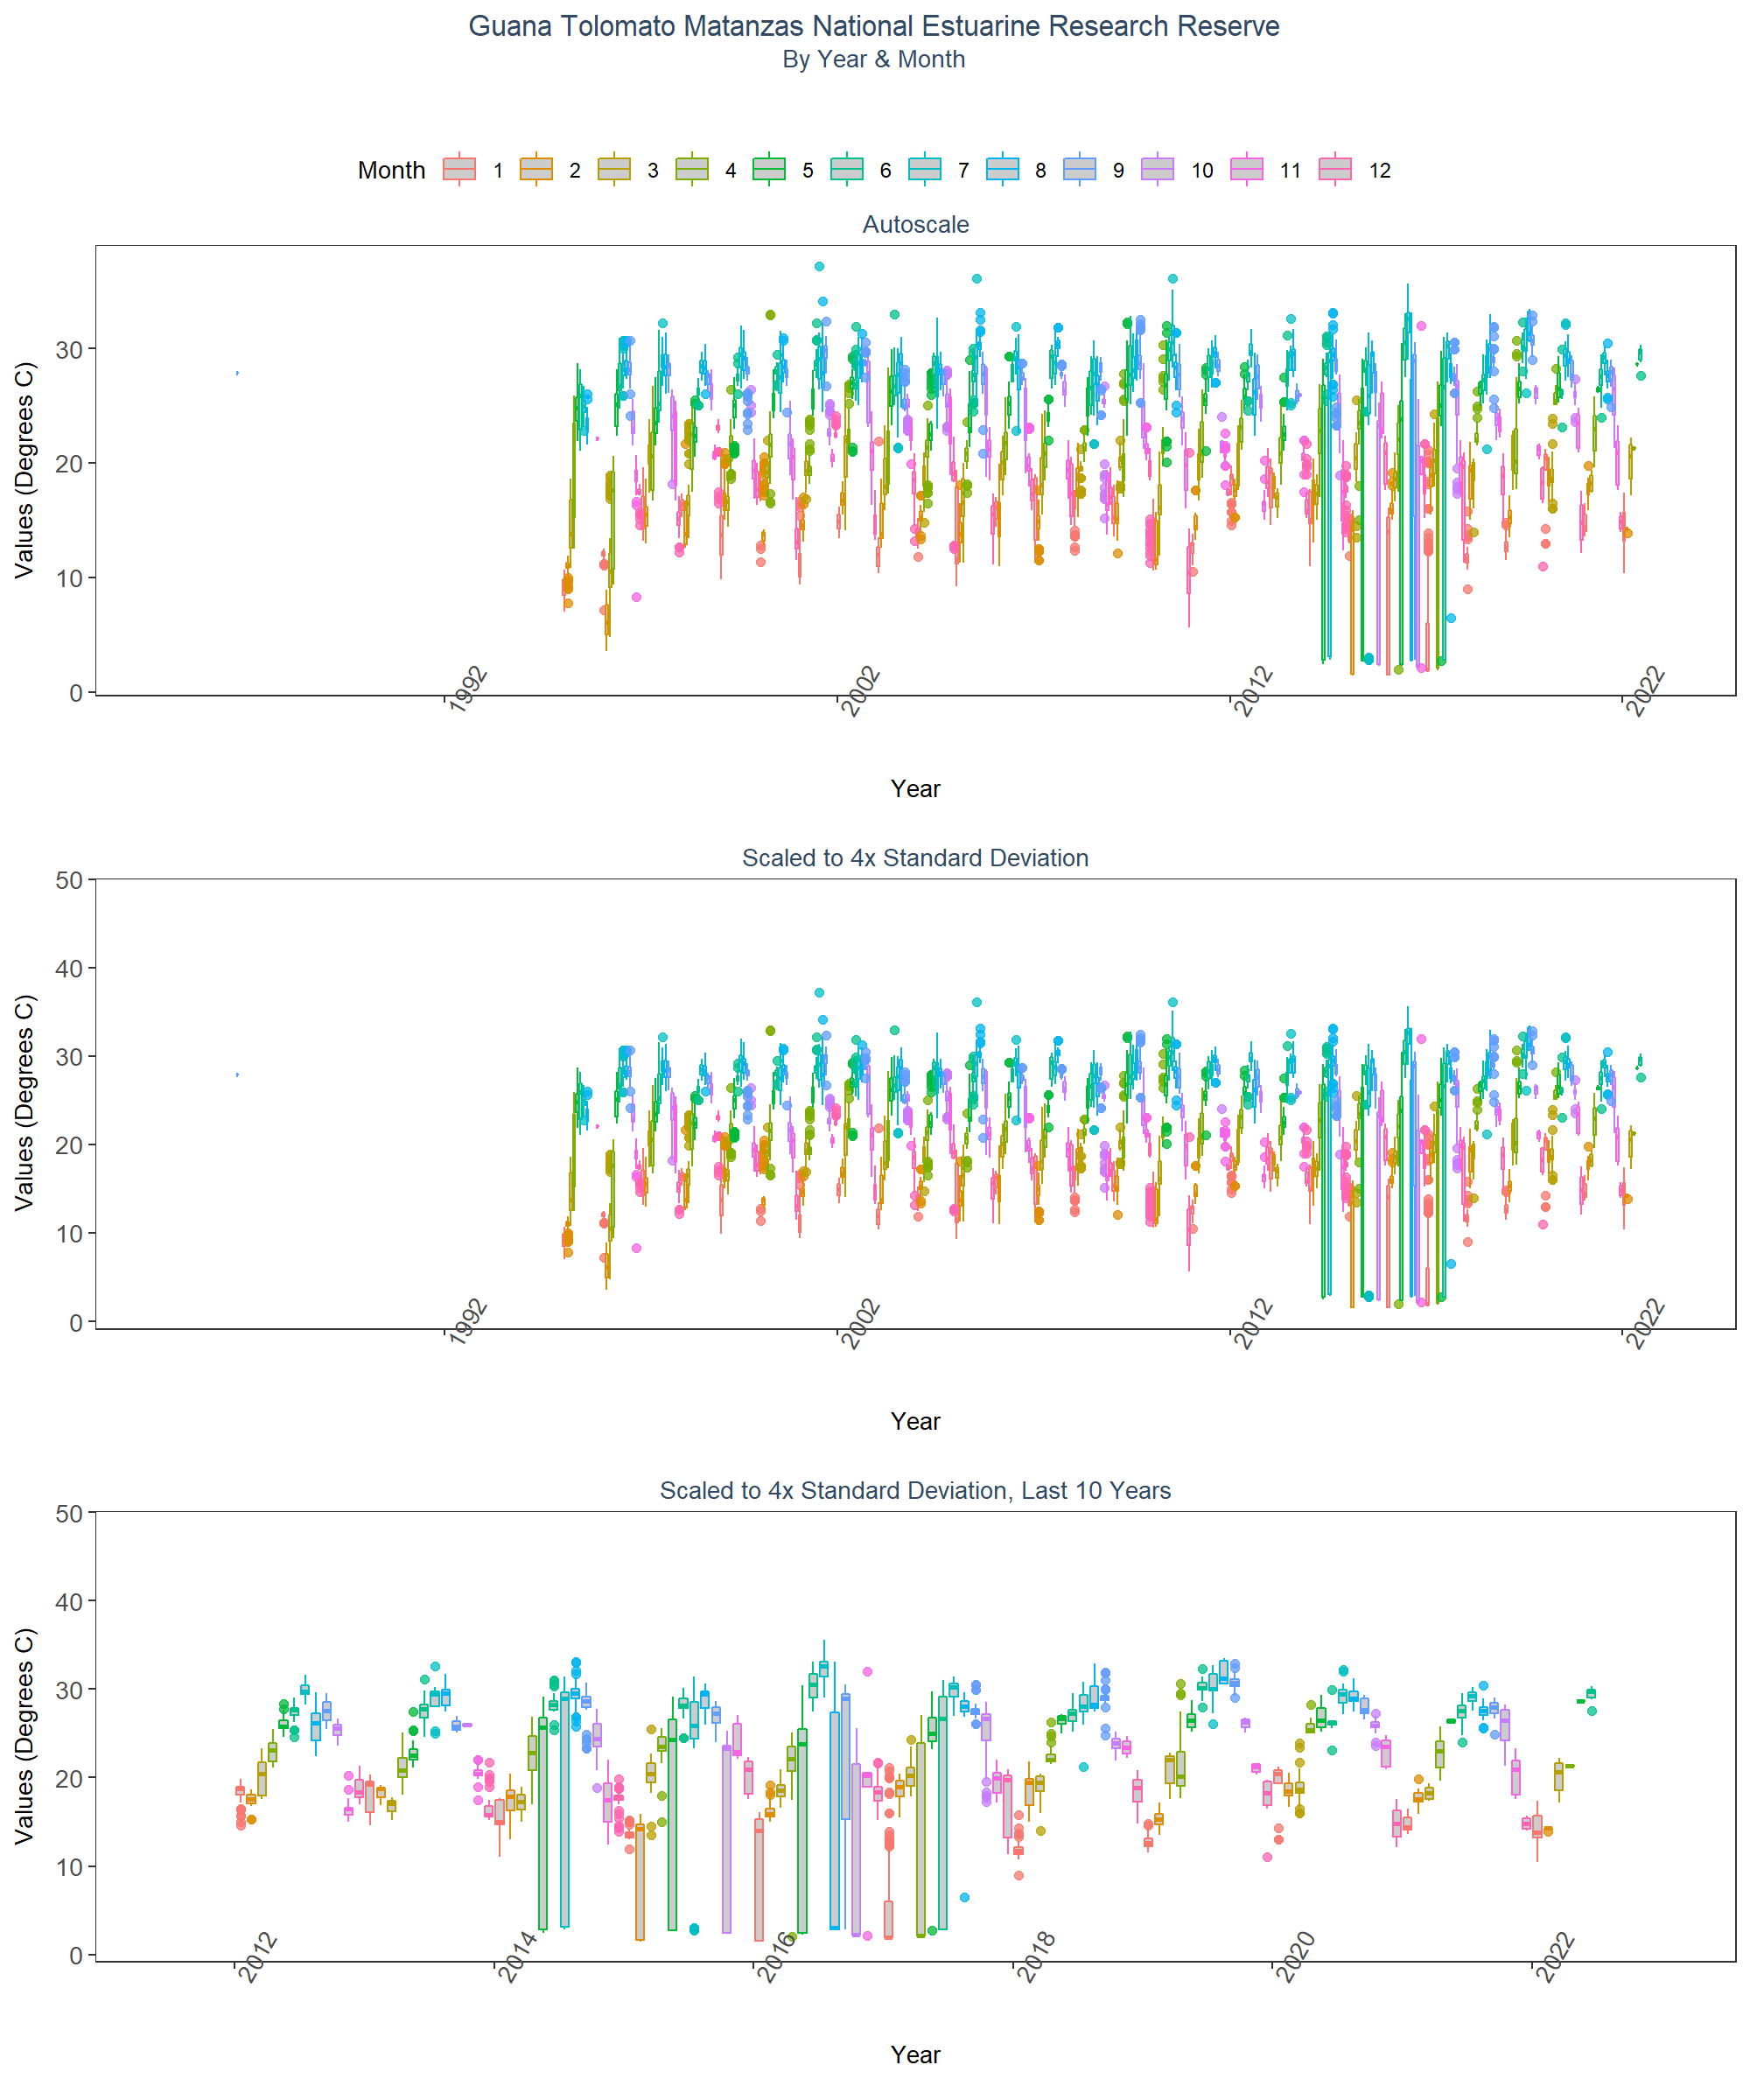 Guana Tolomato Matanzas National Estuarine Research Reserve
By Year & Month
Month 1 2 3 4 5 6 7 8 9 10 11 12
Autoscale
Values (Degrees C)
30
20
10
0
1992 2002 2012 2022
Year
Scaled to 4x Standard Deviation
Values (Degrees C)
50
40
30
20
10
0
1992 2002 2012 2022
Year
Scaled to 4x Standard Deviation, Last 10 Years
Values (Degrees C)
50
40
30
20
10
0
2012 2014 2016 2018 2020 2022
Year